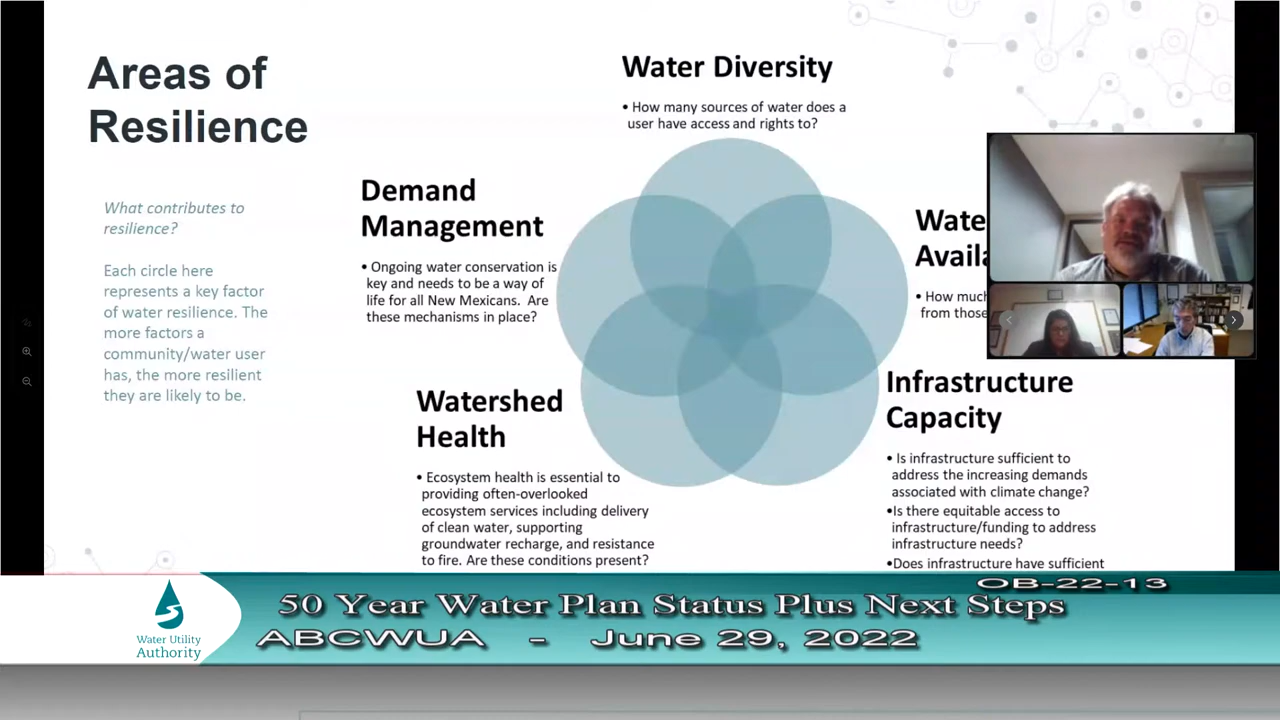 Areas of
Resilience
What contributes to
resilience?
Each circle here
represents a key factor
of water resilience. The
more factors a
community/water user
has, the more resilient
they are likely to be.
Water Diversity
• How many sources of water does a
user have access and rights to?
Demand
Management
• Ongoing water conservation is
key and needs to be a way of
life for all New Mexicans. Are
these mechanisms in place?
Wate
Availa
• How much
from those
Watershed
Health
• Ecosystem health is essential to
providing often-overlooked
ecosystem services including delivery
of clean water, supporting
groundwater recharge, and resistance
to fire. Are these conditions present?
Infrastructure
Capacity
• Is infrastructure sufficient to
address the increasing demands
associated with climate change?
•Is there equitable access to
infrastructure/funding to address
infrastructure needs?
•Does infrastructure have sufficient
OB-22-13
50 Year Water Plan Status Plus Next Steps
ABCWUA - June 29, 2022
Water Utility
Authority